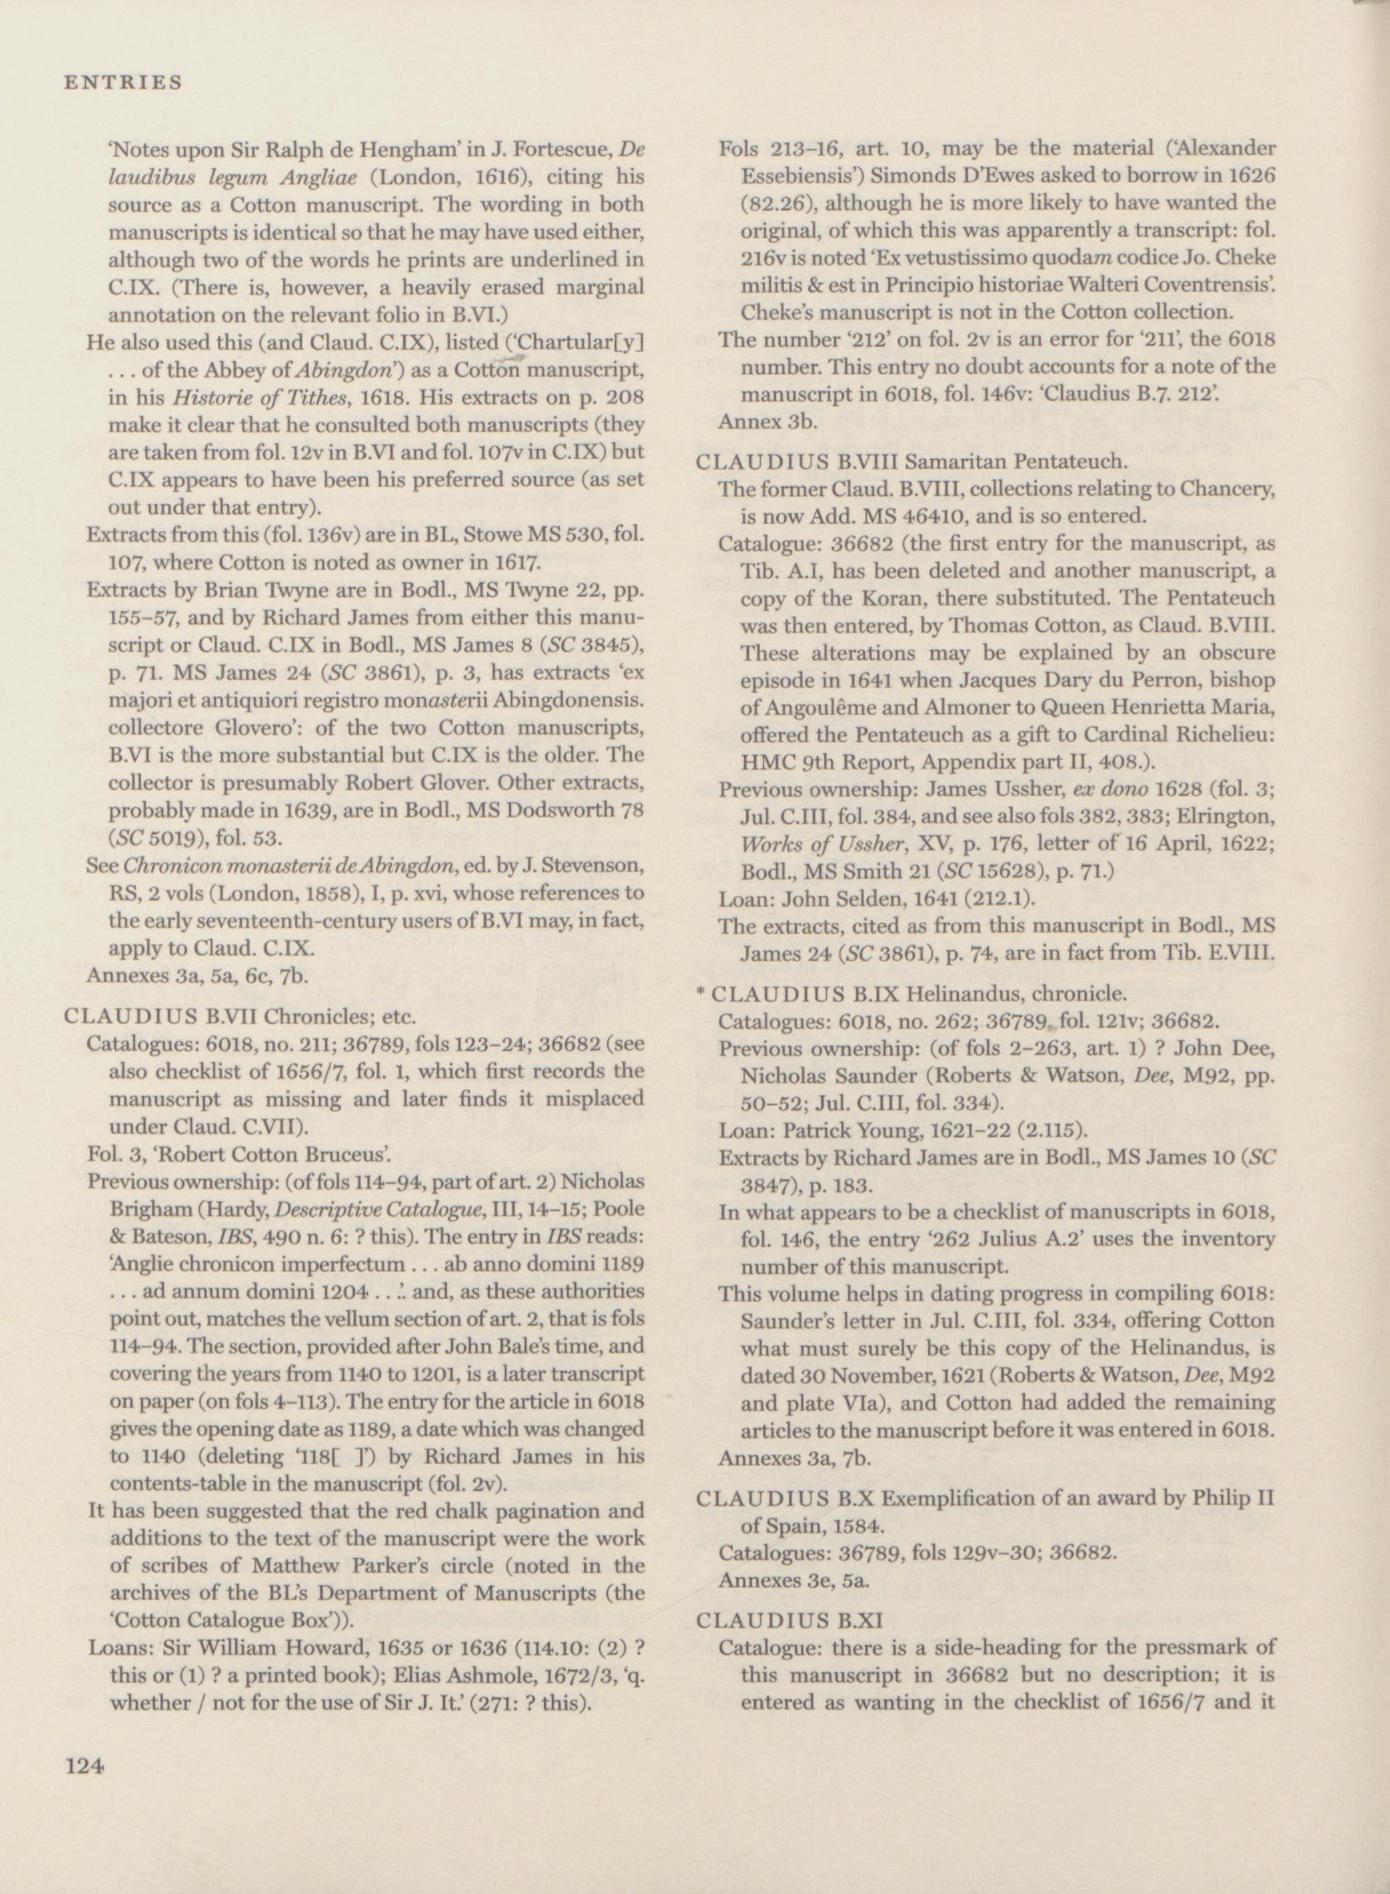 ENTRIES
‘Notes upon Sir Ralph de Hengham’ in J. Fortescue, De
laudibus legum Angliae (London, 1616), citing his
source as a Cotton manuscript. The wording in both
manuscripts is identical so that he may have used either,
although two of the words he prints are underlined in
C.IX. (There is, however, a heavily erased marginal
annotation on the relevant folio in B.VI.)
He also used this (and Claud. C.IX), listed (‘Chartular[y]
... of the Abbey of Abingdon’) as a Cotton manuscript,
in his Historie of Tithes, 1618. His extracts on p. 208
make it clear that he consulted both manuscripts (they
are taken from fol. 12v in B.VI and fol. 107v in C.IX) but
C.IX appears to have been his preferred source (as set
out under that entry).
Extracts from this (fol. 136v) are in BL, Stowe MS 530, fol.
107, where Cotton is noted as owner in 1617.
Extracts by Brian Twyne are in Bodl., MS Twyne 22, pp.
155–57, and by Richard James from either this manu-
script or Claud. C.IX in Bodl., MS James 8 (SC 3845),
p. 71. MS James 24 (SC 3861), p. 3, has extracts ‘ex
majori et antiquiori registro monasterii Abingdonensis.
collectore Glovero’: of the two Cotton manuscripts,
B.VI is the more substantial but C.IX is the older. The
collector is presumably Robert Glover. Other extracts,
probably made in 1639, are in Bodl., MS Dodsworth 78
(SC 5019), fol. 53.
See Chronicon monasterii de Abingdon, ed. by J. Stevenson,
RS, 2 vols (London, 1858), I, p. xvi, whose references to
the early seventeenth-century users of B.VI may, in fact,
apply to Claud. C.IX.
Annexes 3a, 5a, 6c, 7b.
CLAUDIUS B.VII Chronicles; etc.
Catalogues: 6018, no. 211; 36789, fols 123–24; 36682 (see
also checklist of 1656/7, fol. 1, which first records the
manuscript as missing and later finds it misplaced
under Claud. C.VII).
Fol. 3, ‘Robert Cotton Bruceus’.
Previous ownership: (of fols 114–94, part of art. 2) Nicholas
Brigham (Hardy, Descriptive Catalogue, III, 14–15; Poole
& Bateson, IBS, 490 n. 6: ? this). The entry in IBS reads:
‘Anglie chronicon imperfectum ... ab anno domini 1189
... ad annum domini 1204 ...’. and, as these authorities
point out, matches the vellum section of art. 2, that is fols
114–94. The section, provided after John Bale’s time, and
covering the years from 1140 to 1201, is a later transcript
on paper (on fols 4–113). The entry for the article in 6018
gives the opening date as 1189, a date which was changed
to 1140 (deleting ‘118[ ]’) by Richard James in his
contents-table in the manuscript (fol. 2v).
It has been suggested that the red chalk pagination and
additions to the text of the manuscript were the work
of scribes of Matthew Parker’s circle (noted in the
archives of the BL’s Department of Manuscripts (the
‘Cotton Catalogue Box’)).
Loans: Sir William Howard, 1635 or 1636 (114.10: (2) ?
this or (1) ? a printed book); Elias Ashmole, 1672/3, ‘q.
whether / not for the use of Sir J. It.’ (271: ? this).
Fols 213–16, art. 10, may be the material (‘Alexander
Essebiensis’) Simonds D’Ewes asked to borrow in 1626
(82.26), although he is more likely to have wanted the
original, of which this was apparently a transcript: fol.
216v is noted ‘Ex vetustissimo quodam codice Jo. Cheke
militis & est in Principio historiae Walteri Coventrensis’.
Cheke’s manuscript is not in the Cotton collection.
The number ‘212’ on fol. 2v is an error for ‘211’, the 6018
number. This entry no doubt accounts for a note of the
manuscript in 6018, fol. 146v: ‘Claudius B.7. 212’.
Annex 3b.
CLAUDIUS B.VIII Samaritan Pentateuch.
The former Claud. B.VIII, collections relating to Chancery,
is now Add. MS 46410, and is so entered.
Catalogue: 36682 (the first entry for the manuscript, as
Tib. A.I, has been deleted and another manuscript, a
copy of the Koran, there substituted. The Pentateuch
was then entered, by Thomas Cotton, as Claud. B.VIII.
These alterations may be explained by an obscure
episode in 1641 when Jacques Dary du Perron, bishop
of Angoulême and Almoner to Queen Henrietta Maria,
offered the Pentateuch as a gift to Cardinal Richelieu:
HMC 9th Report, Appendix part II, 408.).
Previous ownership: James Ussher, ex dono 1628 (fol. 3;
Jul. C.III, fol. 384, and see also fols 382, 383; Elrington,
Works of Ussher, XV, p. 176, letter of 16 April, 1622;
Bodl., MS Smith 21 (SC 15628), p. 71.)
Loan: John Selden, 1641 (212.1).
The extracts, cited as from this manuscript in Bodl., MS
James 24 (SC 3861), p. 74, are in fact from Tib. E.VIII.
* CLAUDIUS B.IX Helinandus, chronicle.
Catalogues: 6018, no. 262; 36789, fol. 121v; 36682.
Previous ownership: (of fols 2–263, art. 1) ? John Dee,
Nicholas Saunder (Roberts & Watson, Dee, M92, pp.
50–52; Jul. C.III, fol. 334).
Loan: Patrick Young, 1621–22 (2.115).
Extracts by Richard James are in Bodl., MS James 10 (SC
3847), p. 183.
In what appears to be a checklist of manuscripts in 6018,
fol. 146, the entry ‘262 Julius A.2’ uses the inventory
number of this manuscript.
This volume helps in dating progress in compiling 6018:
Saunder’s letter in Jul. C.III, fol. 334, offering Cotton
what must surely be this copy of the Helinandus, is
dated 30 November, 1621 (Roberts & Watson, Dee, M92
and plate VIa), and Cotton had added the remaining
articles to the manuscript before it was entered in 6018.
Annexes 3a, 7b.
CLAUDIUS B.X Exemplification of an award by Philip II
of Spain, 1584.
Catalogues: 36789, fols 129v–30; 36682.
Annexes 3e, 5a.
CLAUDIUS B.XI
Catalogue: there is a side-heading for the pressmark of
this manuscript in 36682 but no description; it is
entered as wanting in the checklist of 1656/7 and it
124